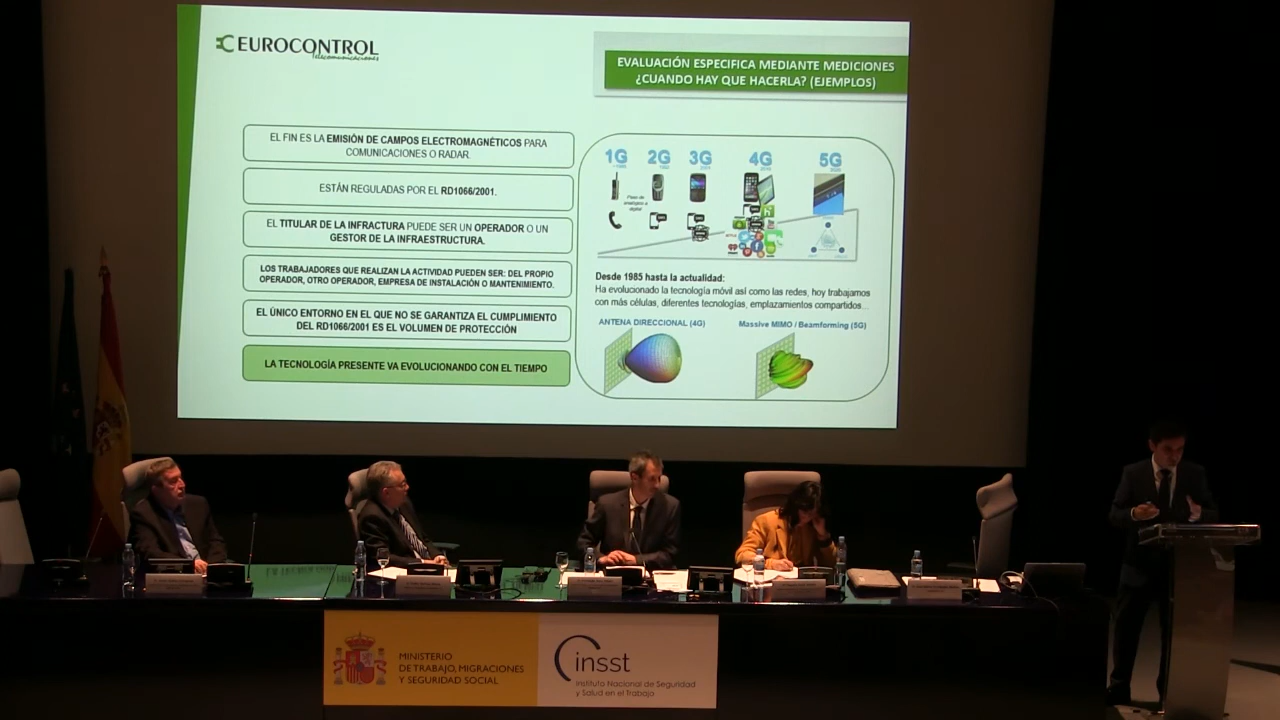 EUROCONTROL
Telecomunicaciones
EVALUACIÓN ESPECIFICA MEDIANTE MEDICIONES
¿CUANDO HAY QUE HACERLA? (EJEMPLOS)
EL FIN ES LA EMISIÓN DE CAMPOS ELECTROMAGNÉTICOS PARA
COMUNICACIONES O RADAR.
ESTÁN REGULADAS POR EL RD1066/2001.
EL TITULAR DE LA INFRACTURA PUEDE SER UN OPERADOR O UN
GESTOR DE LA INFRAESTRUCTURA.
LOS TRABAJADORES QUE REALIZAN LA ACTIVIDAD PUEDEN SER: DEL PROPIO
OPERADOR, OTRO OPERADOR, EMPRESA DE INSTALACIÓN O MANTENIMIENTO.
EL ÚNICO ENTORNO EN EL QUE NO SE GARANTIZA EL CUMPLIMIENTO
DEL RD1066/2001 ES EL VOLUMEN DE PROTECCIÓN
LA TECNOLOGÍA PRESENTE VA EVOLUCIONANDO CON EL TIEMPO
1G 2G 3G 4G 5G
Paso de
analógico a
digital
Desde 1985 hasta la actualidad:
Ha evolucionado la tecnología móvil así como las redes, hoy trabajamos
con más células, diferentes tecnologías, emplazamientos compartidos...
ANTENA DIRECCIONAL (4G)
Massive MIMO / Beamforming (5G)
MINISTERIO
DE TRABAJO, MIGRACIONES
Y SEGURIDAD SOCIAL
insst
Instituto Nacional de Seguridad
y Salud en el Trabajo